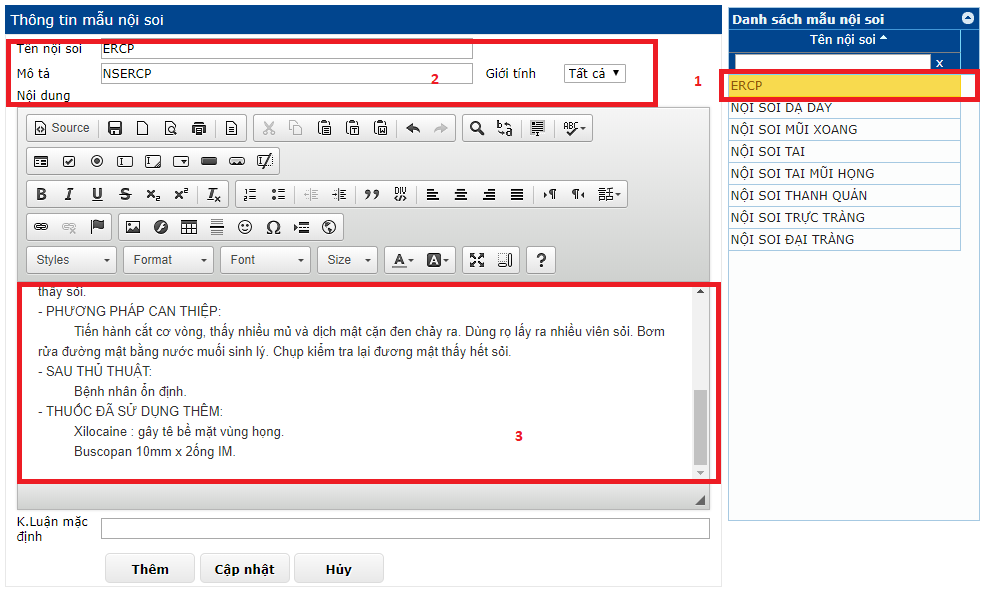 Thông tin mẫu nội soi
Tên nội soi ERCP
Mô tả NSERCP 2 Giới tính Tất cả
Nội dung
Source
ABC
B I U S x₂ x² Iₓ
DIV
Styles Format Font Size A A ?
thấy sỏi.
- PHƯƠNG PHÁP CAN THIỆP:
Tiến hành cắt cơ vòng, thấy nhiều mủ và dịch mật cặn đen chảy ra. Dùng rọ lấy ra nhiều viên sỏi. Bơm
rửa đường mật bằng nước muối sinh lý. Chụp kiểm tra lại đương mật thấy hết sỏi.
- SAU THỦ THUẬT:
Bệnh nhân ổn định.
- THUỐC ĐÃ SỬ DỤNG THÊM:
Xilocaine : gây tê bề mặt vùng họng.
Buscopan 10mm x 2ống IM.
3
K.Luận mặc
định
Thêm Cập nhật Hủy
Danh sách mẫu nội soi
Tên nội soi
x
1
ERCP
NỘI SOI DẠ DÀY
NỘI SOI MŨI XOANG
NỘI SOI TAI
NỘI SOI TAI MŨI HỌNG
NỘI SOI THANH QUẢN
NỘI SOI TRỰC TRÀNG
NỘI SOI ĐẠI TRÀNG